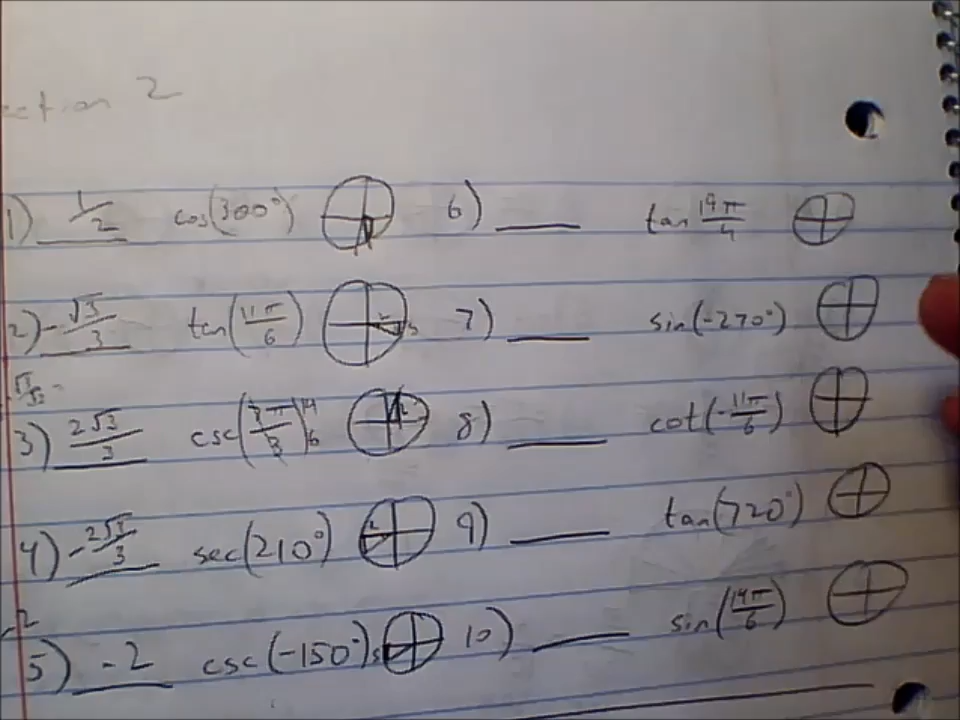 ection 2
1) 1/2 cos(300°) 6) ___ tan 19π/4
2) -√3/3 tan(11π/6) 7) ___ sin(-270°)
3) 2√3/3 csc( π/3) 8) ___ cot(-11π/6)
4) -2√3/3 sec(210°) 9) ___ tan(720°)
5) -2 csc(-150°) 10) ___ sin(14π/6)